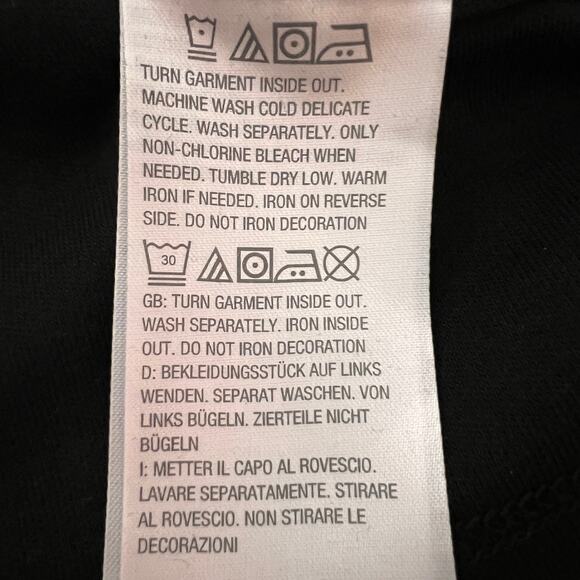 TURN GARMENT INSIDE OUT.
MACHINE WASH COLD DELICATE
CYCLE. WASH SEPARATELY. ONLY
NON-CHLORINE BLEACH WHEN
NEEDED. TUMBLE DRY LOW. WARM
IRON IF NEEDED. IRON ON REVERSE
SIDE. DO NOT IRON DECORATION
30
GB: TURN GARMENT INSIDE OUT.
WASH SEPARATELY. IRON INSIDE
OUT. DO NOT IRON DECORATION
D: BEKLEIDUNGSSTÜCK AUF LINKS
WENDEN. SEPARAT WASCHEN. VON
LINKS BÜGELN. ZIERTEILE NICHT
BÜGELN
I: METTER IL CAPO AL ROVESCIO.
LAVARE SEPARATAMENTE. STIRARE
AL ROVESCIO. NON STIRARE LE
DECORAZIONI